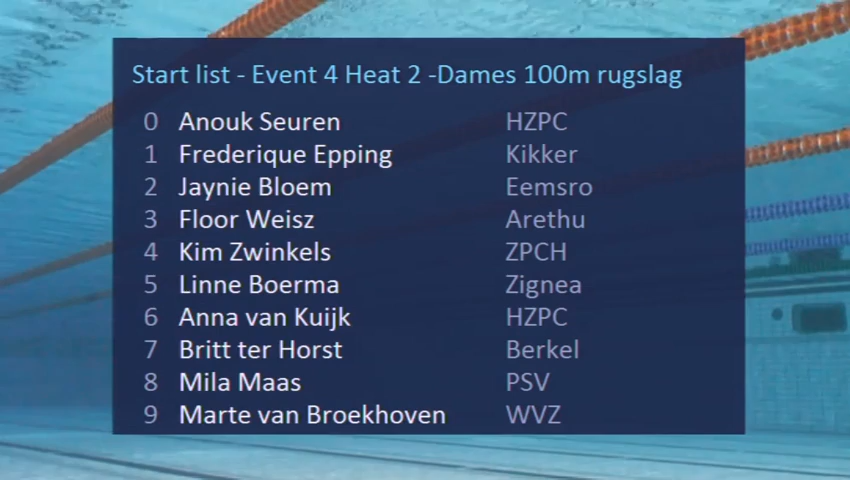 Start list - Event 4 Heat 2 -Dames 100m rugslag
0 Anouk Seuren HZPC
1 Frederique Epping Kikker
2 Jaynie Bloem Eemsro
3 Floor Weisz Arethu
4 Kim Zwinkels ZPCH
5 Linne Boerma Zignea
6 Anna van Kuijk HZPC
7 Britt ter Horst Berkel
8 Mila Maas PSV
9 Marte van Broekhoven WVZ